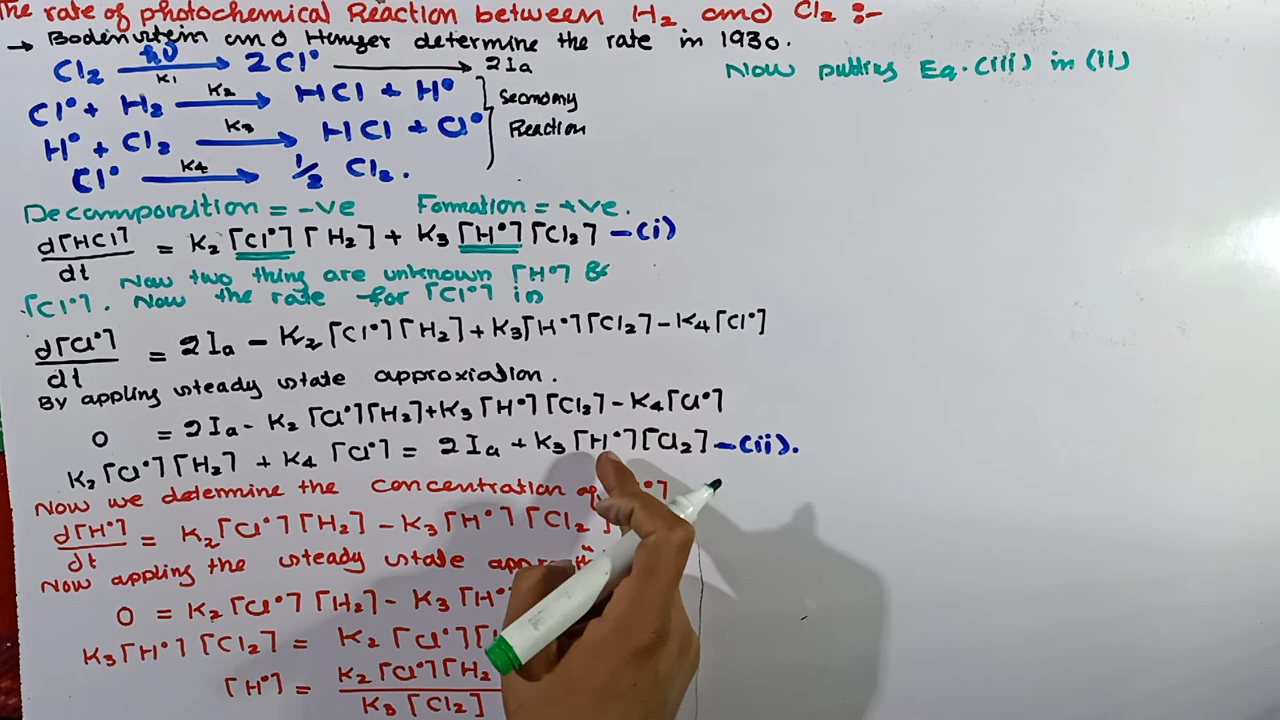 The rate of photochemical Reaction between H₂ and Cl₂ :-
→ Bodinstein and Hunger determine the rate in 1930.
Cl₂ —hυ/K₁→ 2Cl° → 2Ia
Cl° + H₂ —K₂→ HCl + H°
H° + Cl₂ —K₃→ HCl + Cl°
Secondary Reaction
Cl° —K₄→ ½ Cl₂.
Decomposition = -ve Formation = +ve.
d[HCl]/dt = K₂ [Cl°] [H₂] + K₃ [H°] [Cl₂] —(i)
Now two thing are unknown [H°] &
[Cl°]. Now the rate for [Cl°] is
d[Cl°]/dt = 2Ia - K₂ [Cl°] [H₂] + K₃ [H°] [Cl₂] - K₄ [Cl°]
By appling steady state approxiation.
0 = 2Ia - K₂ [Cl°] [H₂] + K₃ [H°] [Cl₂] - K₄ [Cl°]
K₂ [Cl°] [H₂] + K₄ [Cl°] = 2Ia + K₃ [H°] [Cl₂] —(ii).
Now we determine the concentration
d[H°]/dt = K₂ [Cl°] [H₂] - K₃ [H°] [Cl₂]
Now appling the steady state
0 = K₂ [Cl°] [H₂] - K₃ [H°]
K₃ [H°] [Cl₂] = K₂ [Cl°]
[H°] = K₂ [Cl°] [H₂ / K₃ [Cl₂]
Now putting Eq. (iii) in (ii)